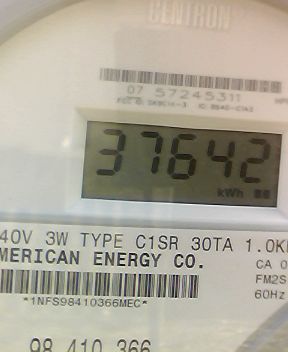 CENTRON
07 57245311
37642
kWh
40V 3W TYPE C1SR 30TA 1.0K
MERICAN ENERGY CO.
CA 0
FM2S
60Hz
*1NFS98410366MEC*
98 410 366